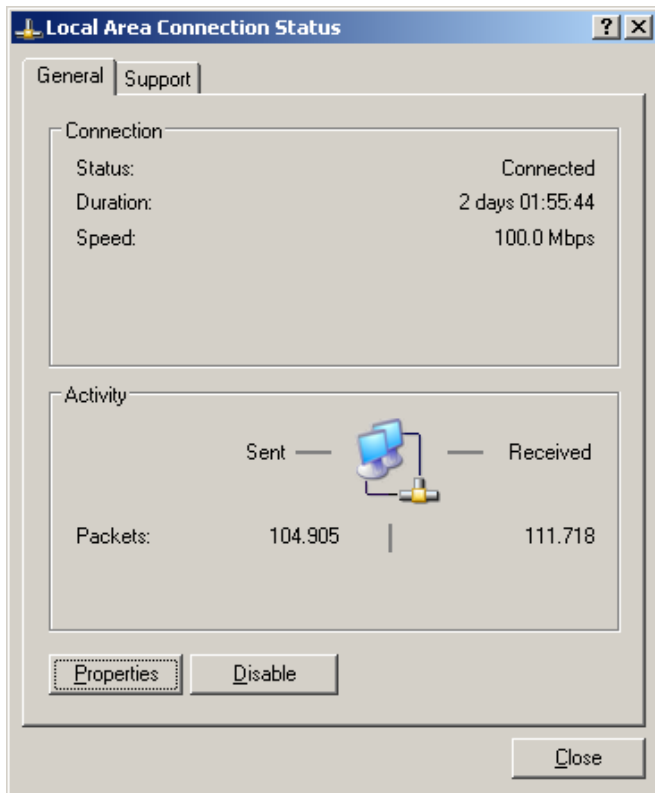 Local Area Connection Status
General Support
Connection
Status: Connected
Duration: 2 days 01:55:44
Speed: 100.0 Mbps
Activity
Sent Received
Packets: 104.905 111.718
Properties Disable
Close